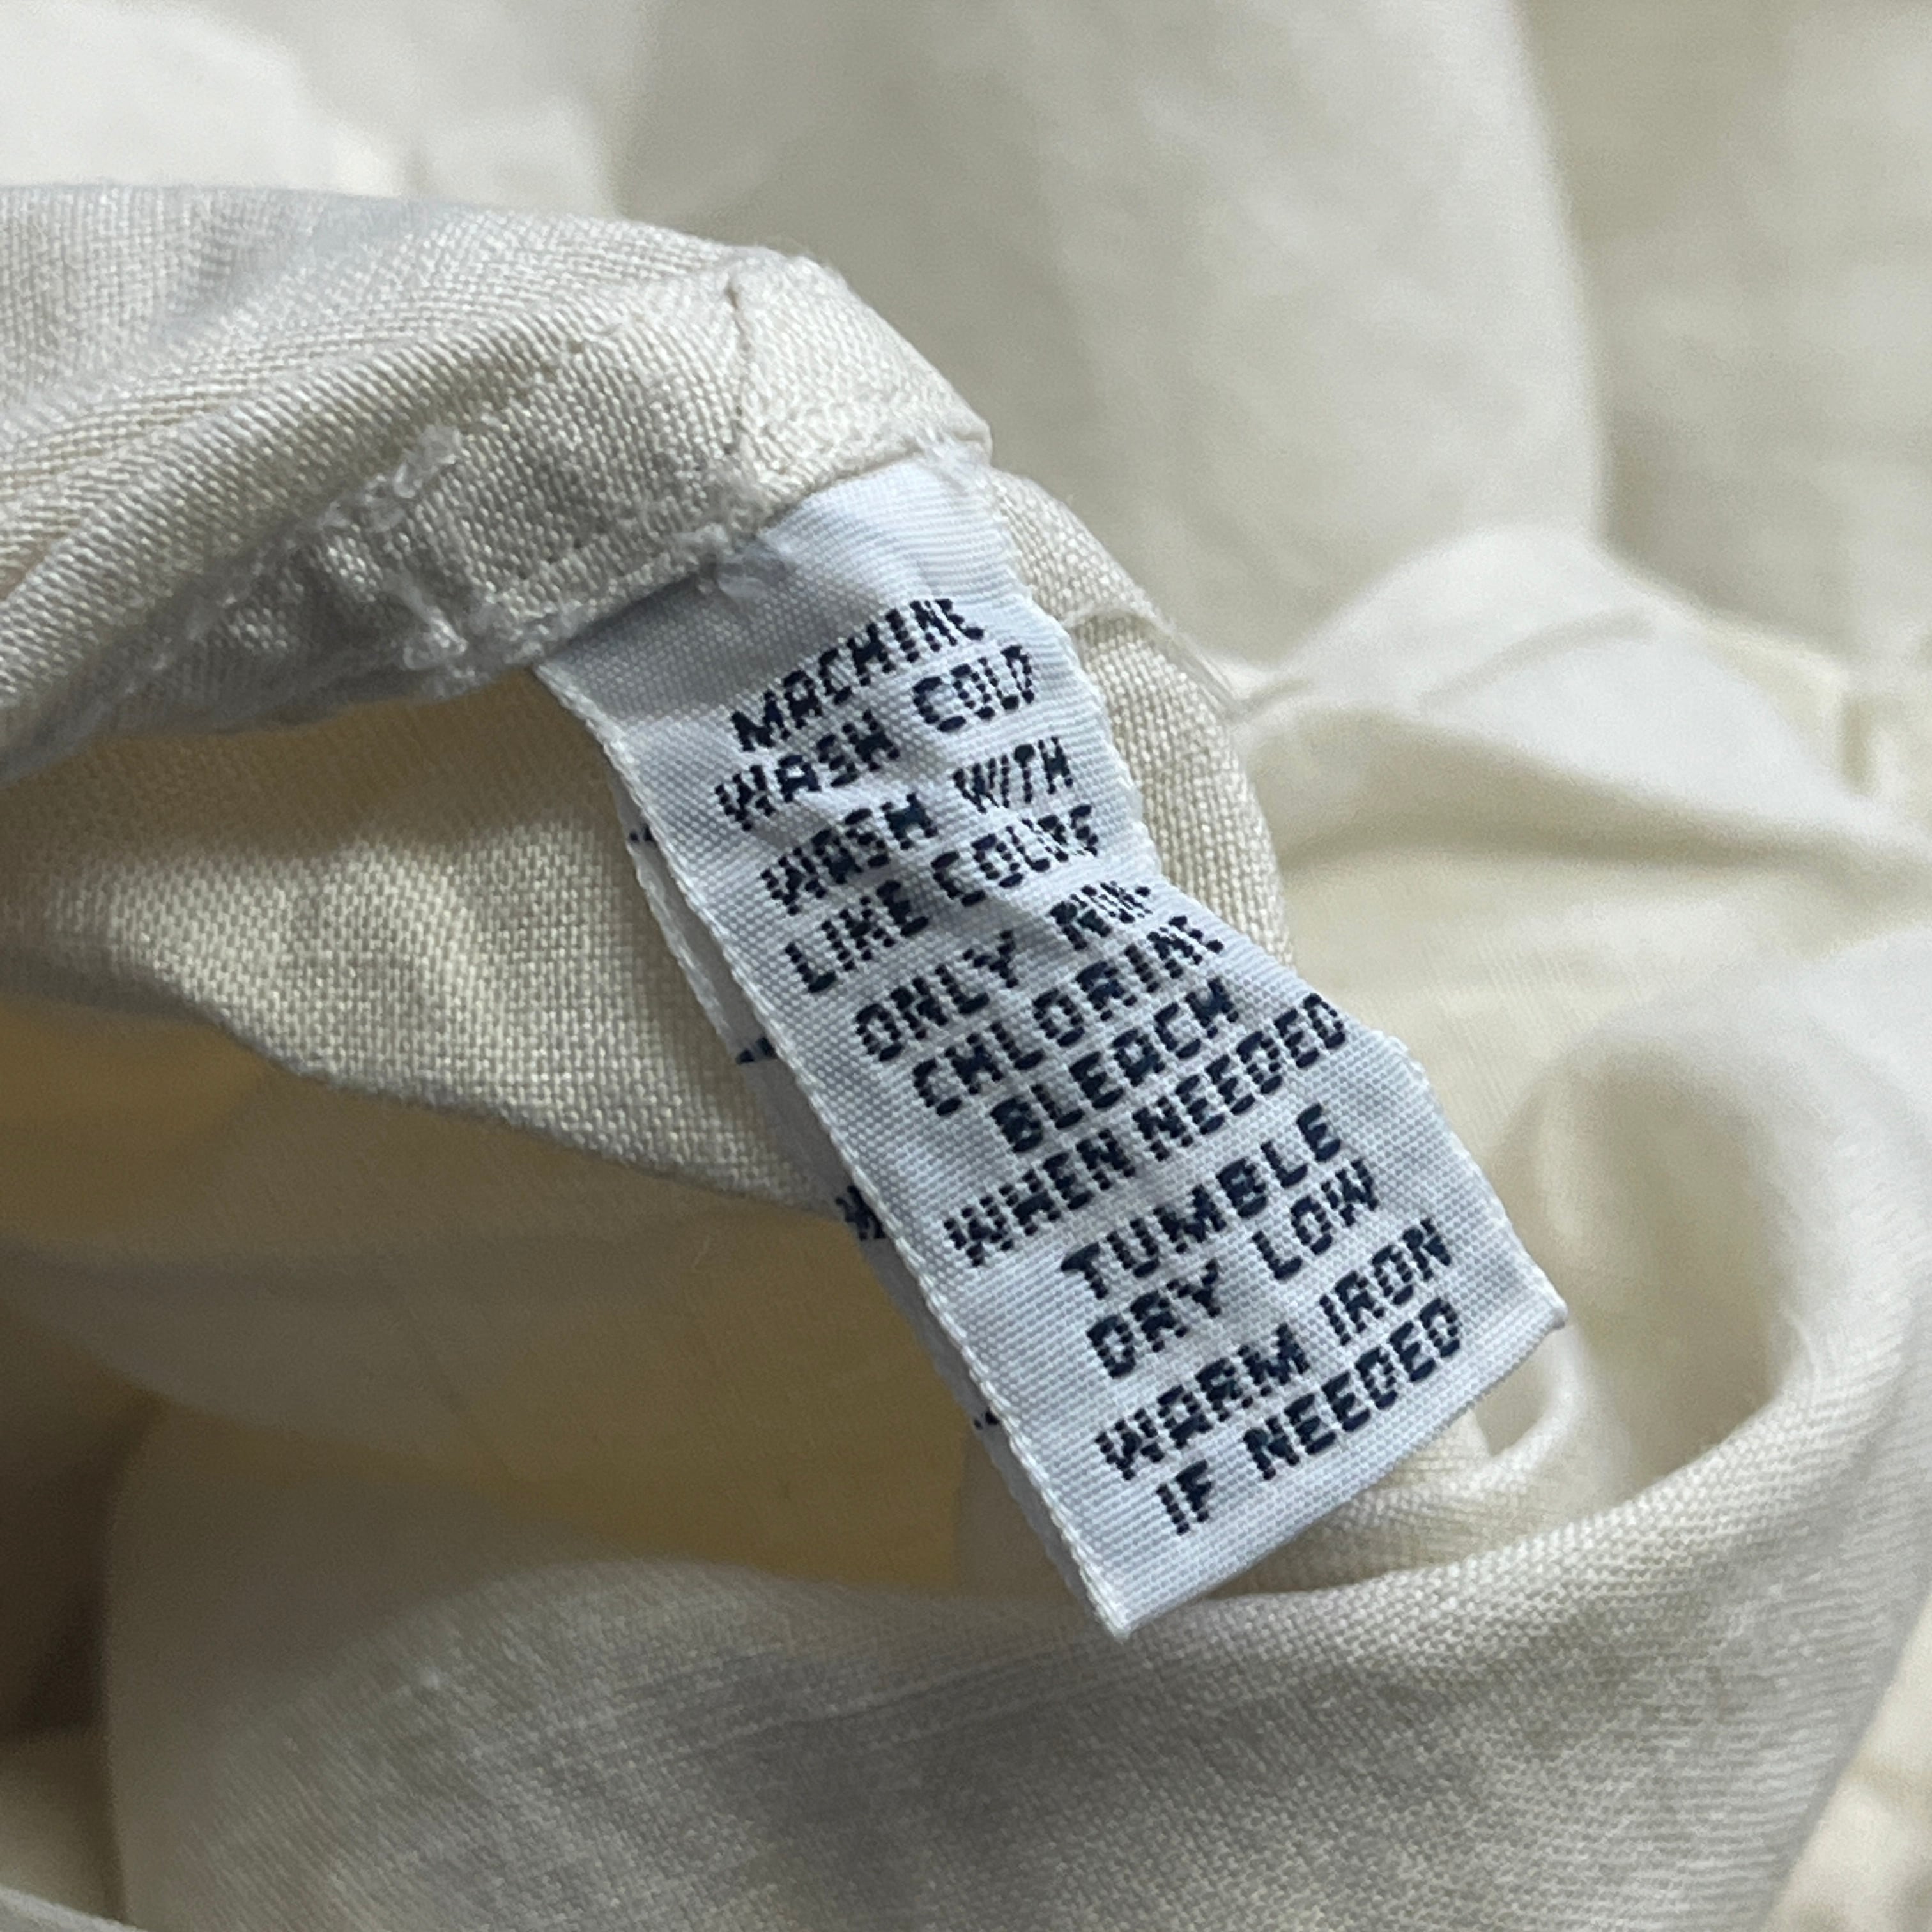 MACHINE
WASH COLD
WASH WITH
LIKE COLORS
ONLY NON-
CHLORINE
BLEACH
WHEN NEEDED
TUMBLE
DRY LOW
WARM IRON
IF NEEDED